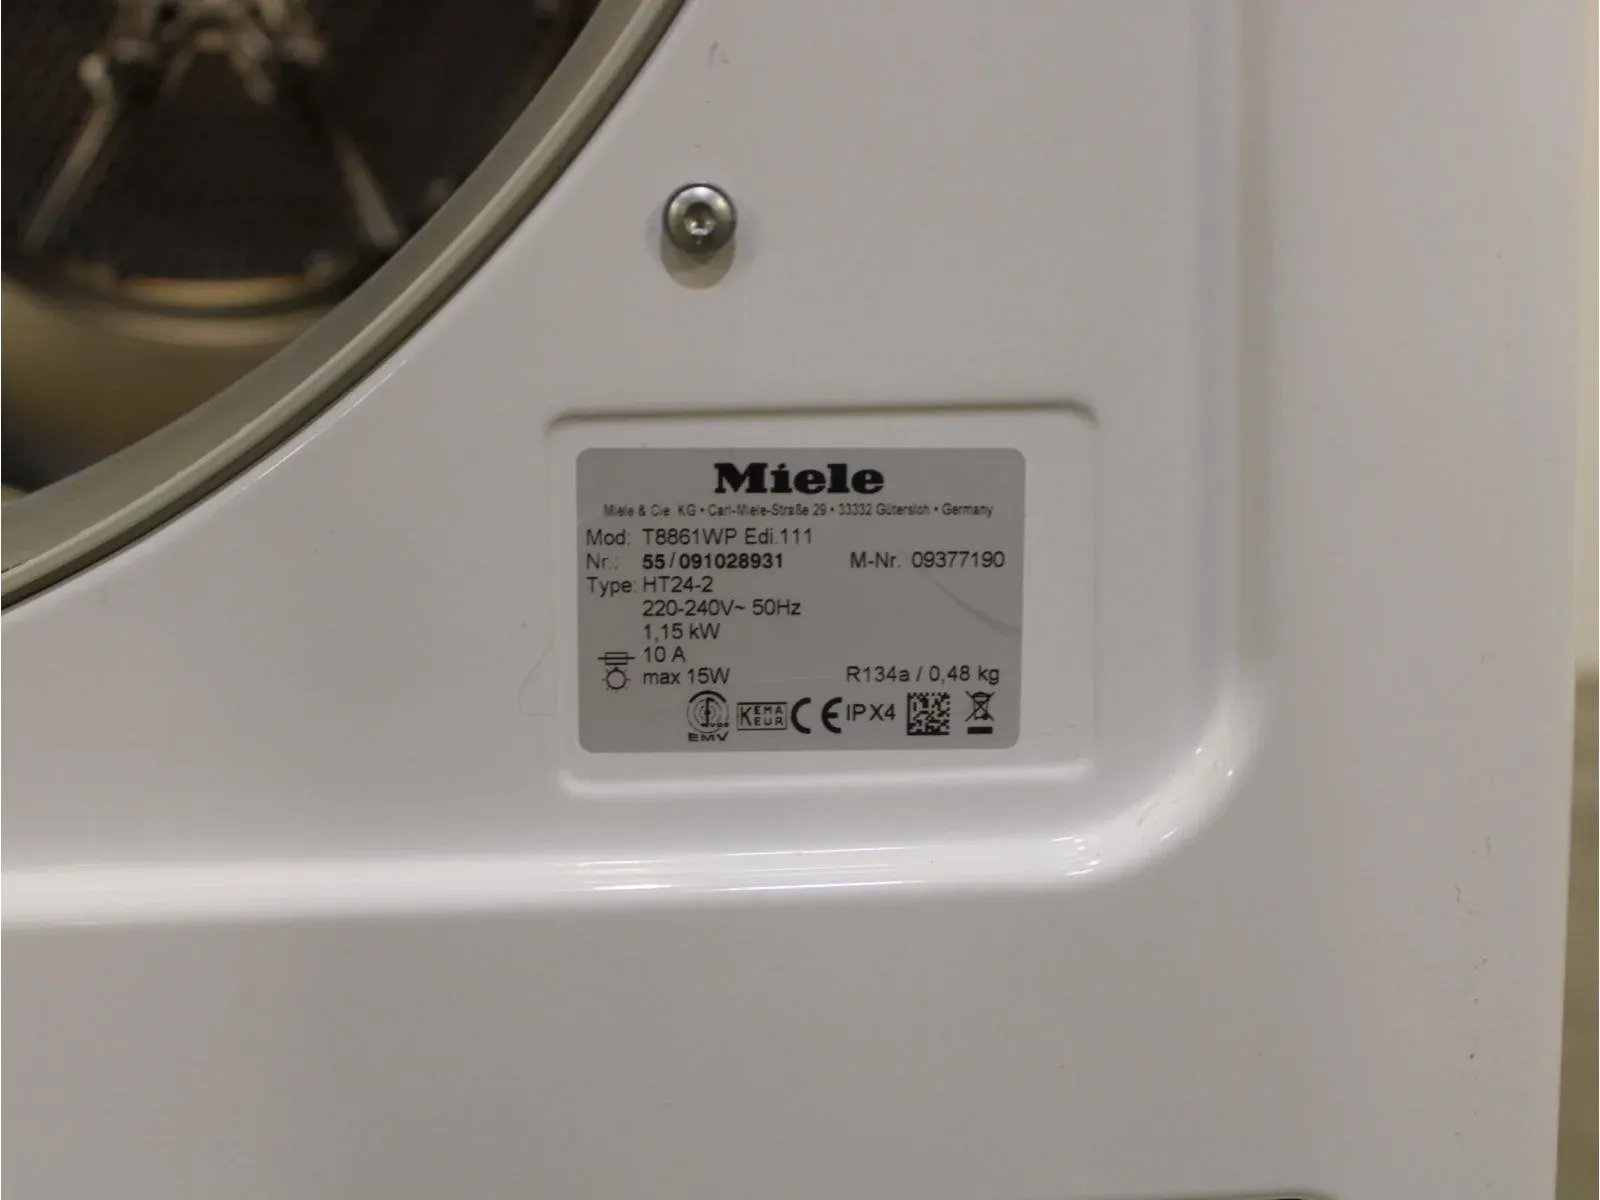 Miele
Miele & Cie. KG • Carl-Miele-Straße 29 • 33332 Gütersloh • Germany
Mod: T8861WP Edi.111
Nr.: 55/091028931 M-Nr. 09377190
Type: HT24-2
220-240V~ 50Hz
1,15 kW
10 A
max 15W R134a / 0,48 kg
VDE EMV KEMA KEUR CE IPX4